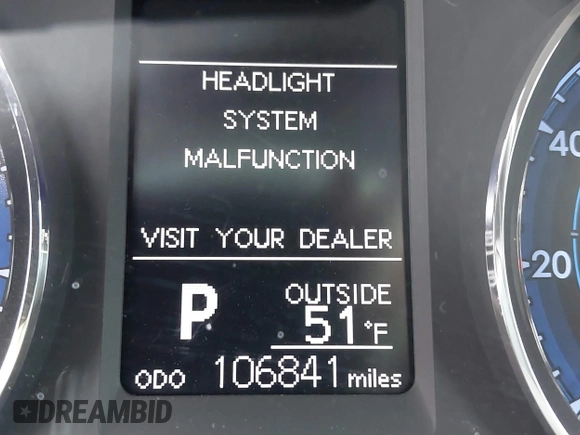 HEADLIGHT
SYSTEM
MALFUNCTION
VISIT YOUR DEALER
P
OUTSIDE
51°F
ODO 106841 miles
40
20
DREAMBID